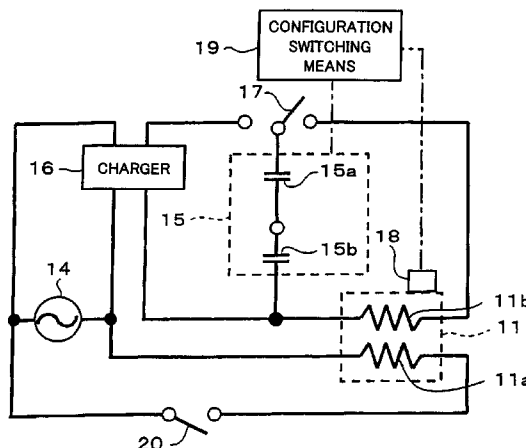 CONFIGURATION
SWITCHING
MEANS
19
17
16
CHARGER
15a
15
15b
18
14
11b
11
11a
20